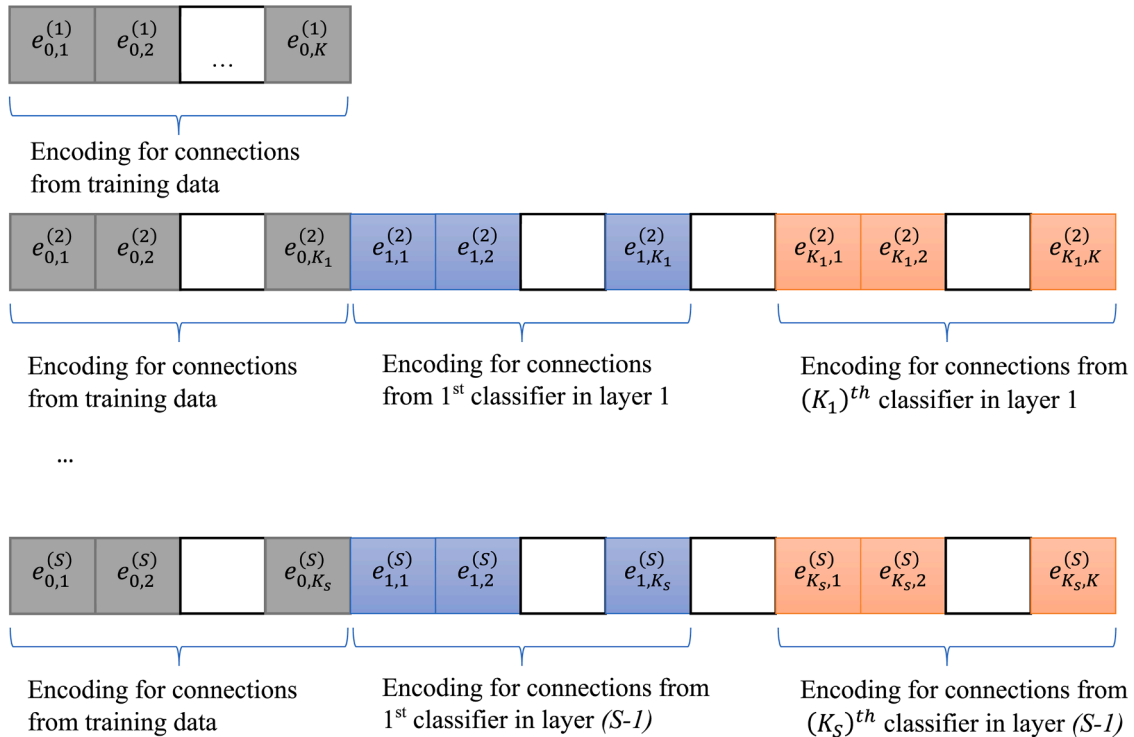 e_{0,1}^{(1)} e_{0,2}^{(1)} ... e_{0,K}^{(1)}
Encoding for connections
from training data
e_{0,1}^{(2)} e_{0,2}^{(2)} e_{0,K_1}^{(2)} e_{1,1}^{(2)} e_{1,2}^{(2)} e_{1,K_1}^{(2)} e_{K_1,1}^{(2)} e_{K_1,2}^{(2)} e_{K_1,K}^{(2)}
Encoding for connections
from training data
Encoding for connections
from 1st classifier in layer 1
Encoding for connections from
(K_1)^{th} classifier in layer 1
...
e_{0,1}^{(S)} e_{0,2}^{(S)} e_{0,K_s}^{(S)} e_{1,1}^{(S)} e_{1,2}^{(S)} e_{1,K_s}^{(S)} e_{K_s,1}^{(S)} e_{K_s,2}^{(S)} e_{K_s,K}^{(S)}
Encoding for connections
from training data
Encoding for connections from
1st classifier in layer (S-1)
Encoding for connections from
(K_S)^{th} classifier in layer (S-1)